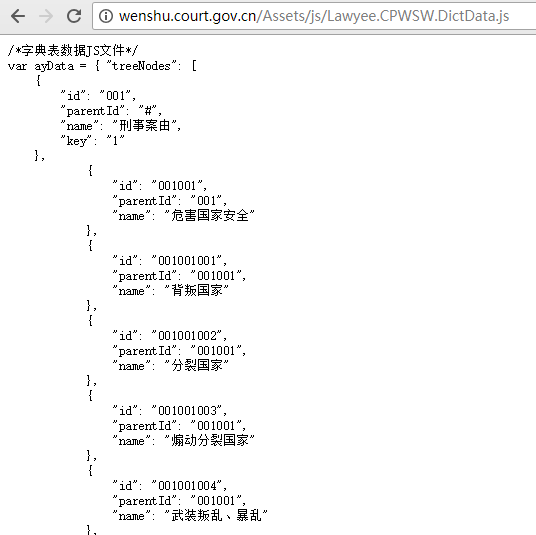 wenshu.court.gov.cn/Assets/js/Lawyee.CPWSW.DictData.js
/*字典表数据JS文件*/
var ayData = { "treeNodes": [
{
"id": "001",
"parentId": "#",
"name": "刑事案由",
"key": "1"
},
{
"id": "001001",
"parentId": "001",
"name": "危害国家安全"
},
{
"id": "001001001",
"parentId": "001001",
"name": "背叛国家"
},
{
"id": "001001002",
"parentId": "001001",
"name": "分裂国家"
},
{
"id": "001001003",
"parentId": "001001",
"name": "煽动分裂国家"
},
{
"id": "001001004",
"parentId": "001001",
"name": "武装叛乱、暴乱"
},